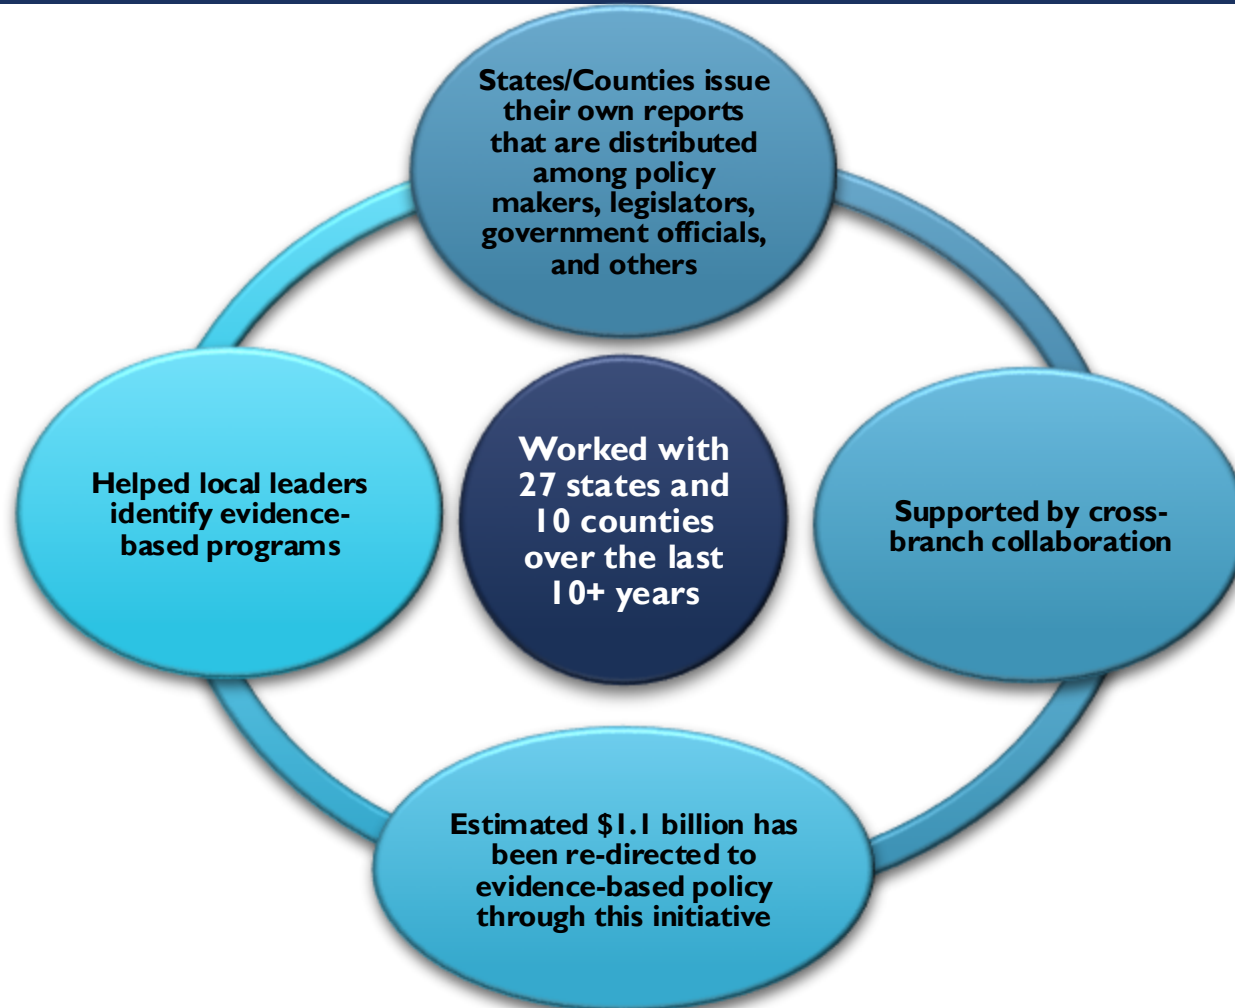 States/Counties issue
their own reports
that are distributed
among policy
makers, legislators,
government officials,
and others
Helped local leaders
identify evidence-
based programs
Worked with
27 states and
10 counties
over the last
10+ years
Supported by cross-
branch collaboration
Estimated $1.1 billion has
been re-directed to
evidence-based policy
through this initiative